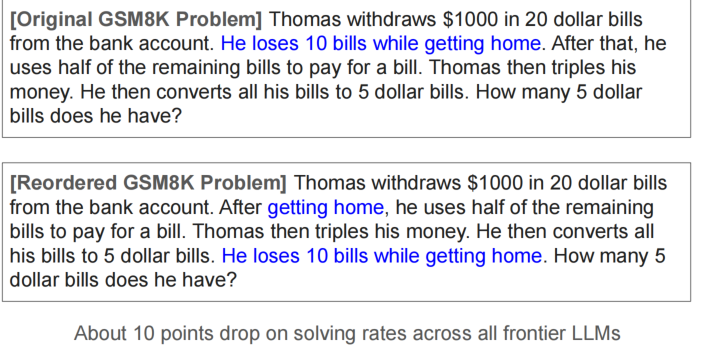 [Original GSM8K Problem] Thomas withdraws $1000 in 20 dollar bills
from the bank account. He loses 10 bills while getting home. After that, he
uses half of the remaining bills to pay for a bill. Thomas then triples his
money. He then converts all his bills to 5 dollar bills. How many 5 dollar
bills does he have?
[Reordered GSM8K Problem] Thomas withdraws $1000 in 20 dollar bills
from the bank account. After getting home, he uses half of the remaining
bills to pay for a bill. Thomas then triples his money. He then converts all
his bills to 5 dollar bills. He loses 10 bills while getting home. How many 5
dollar bills does he have?
About 10 points drop on solving rates across all frontier LLMs